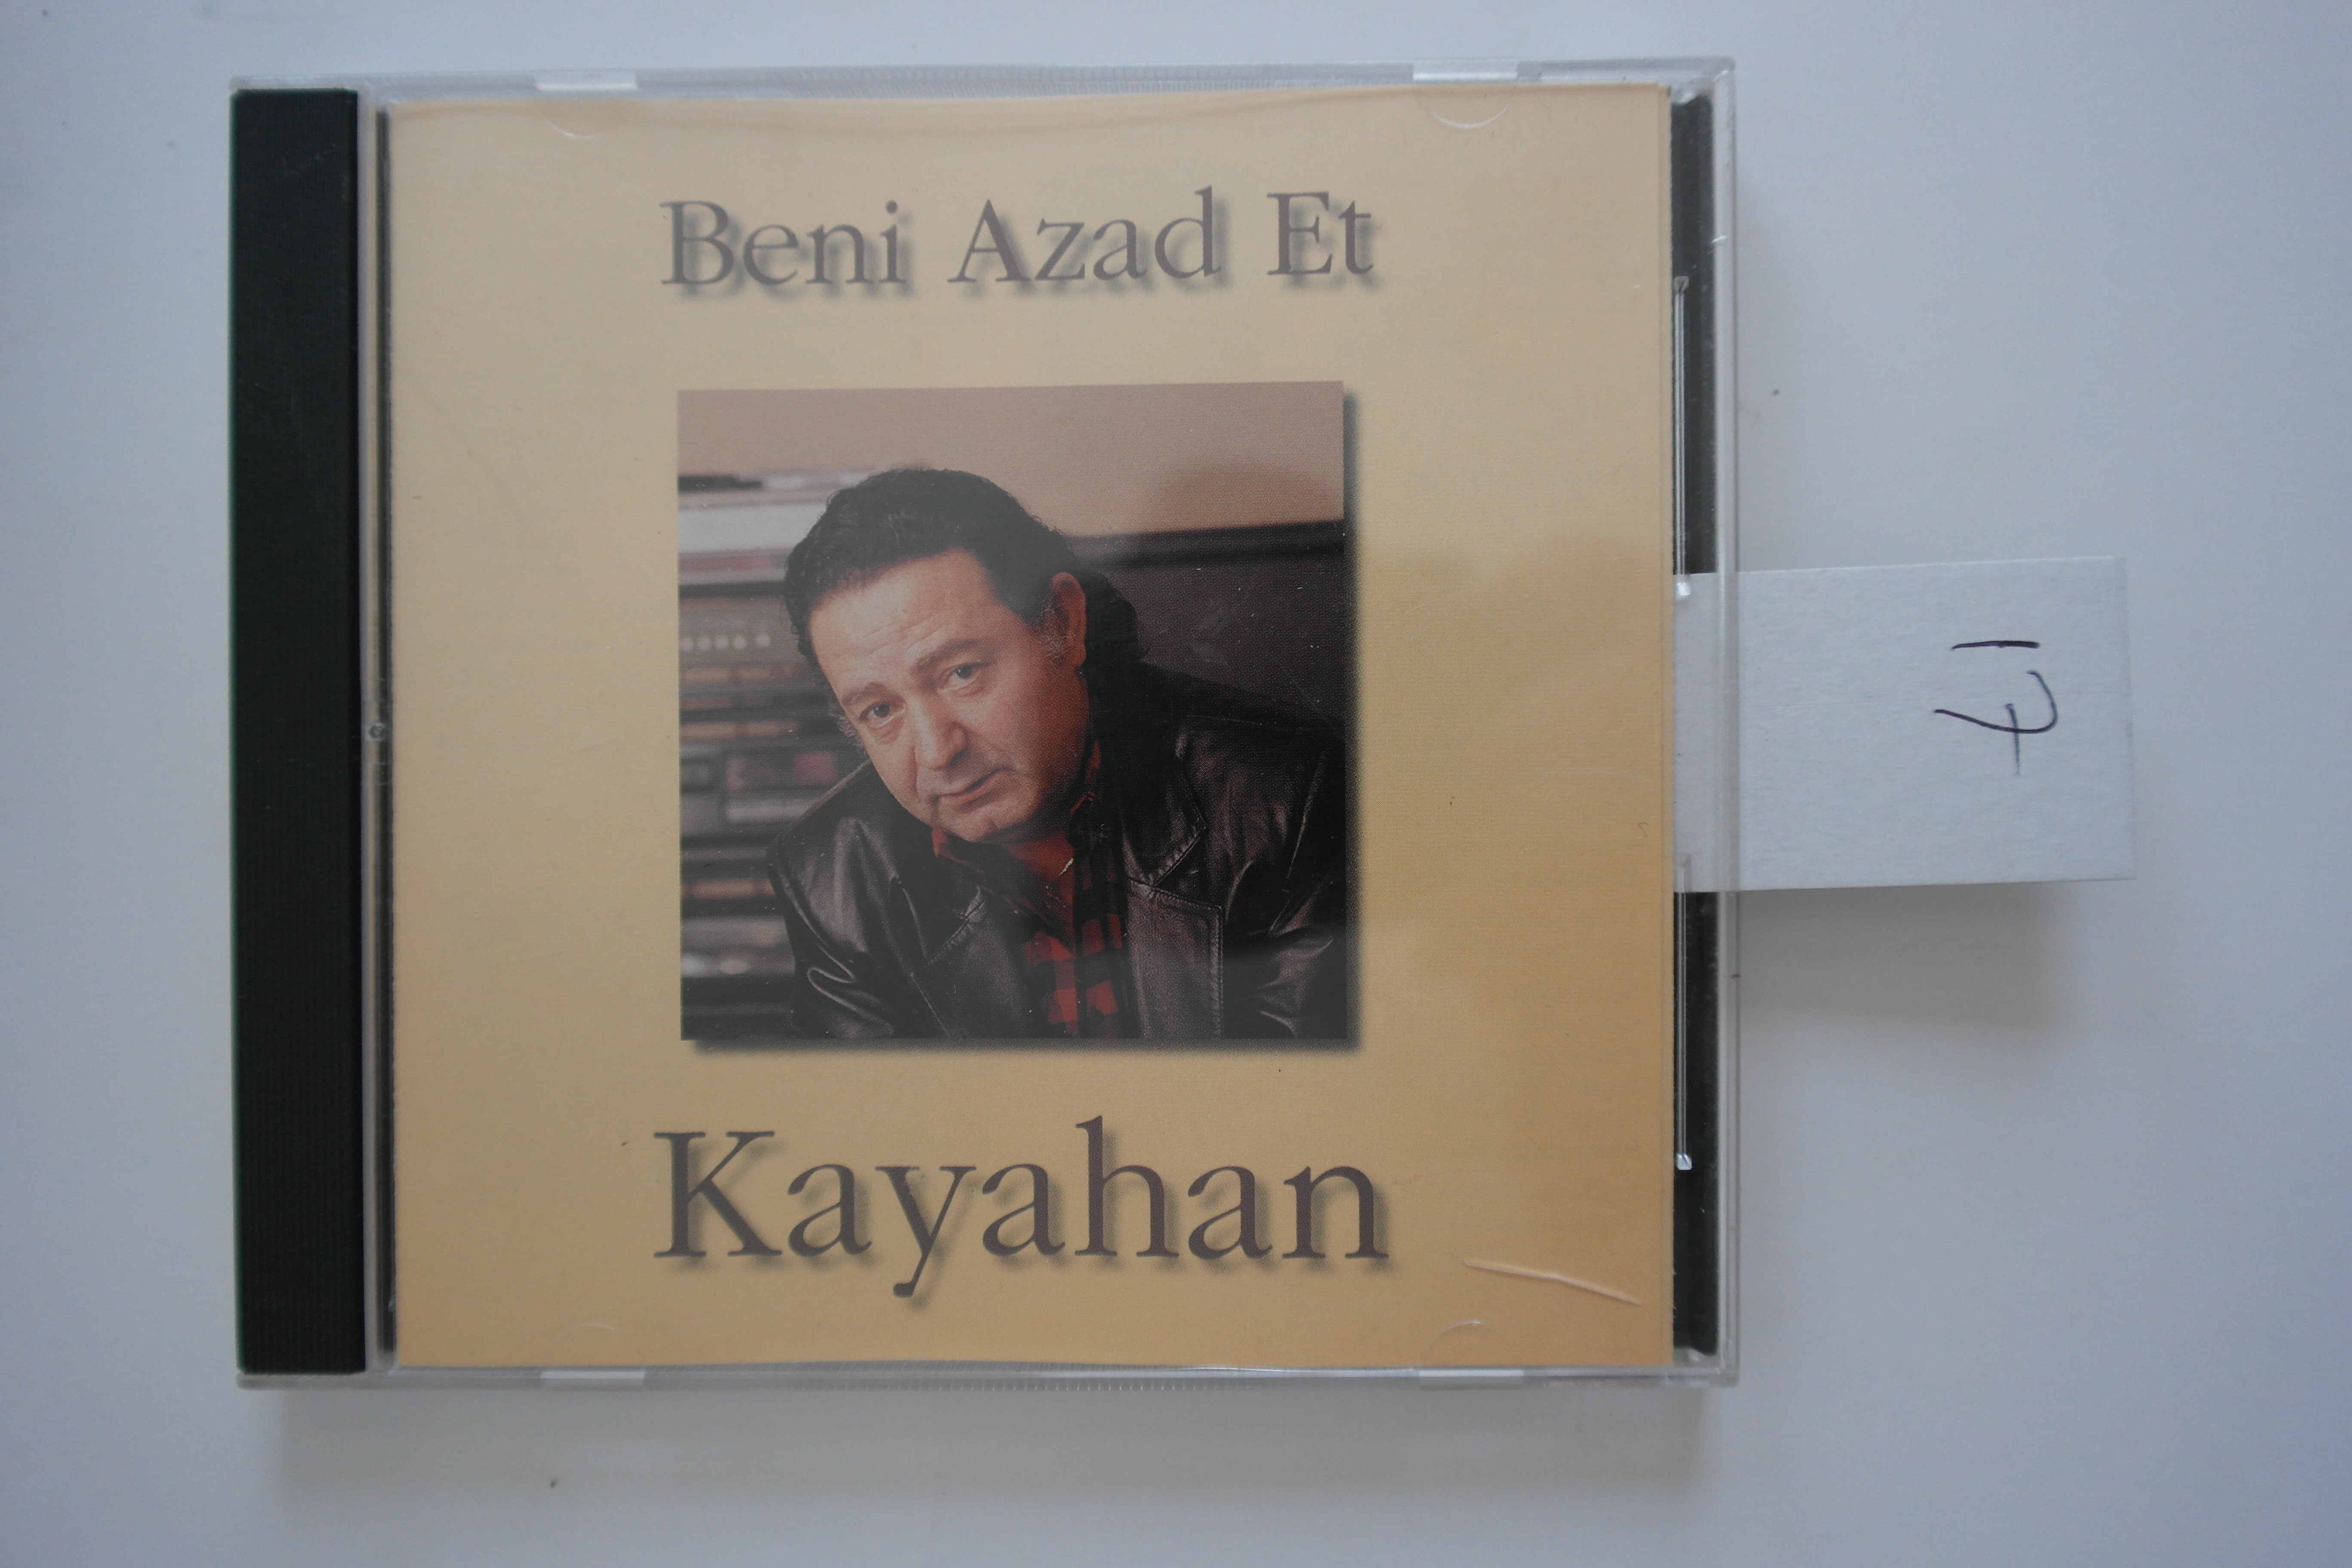 Beni Azad Et
Kayahan
17